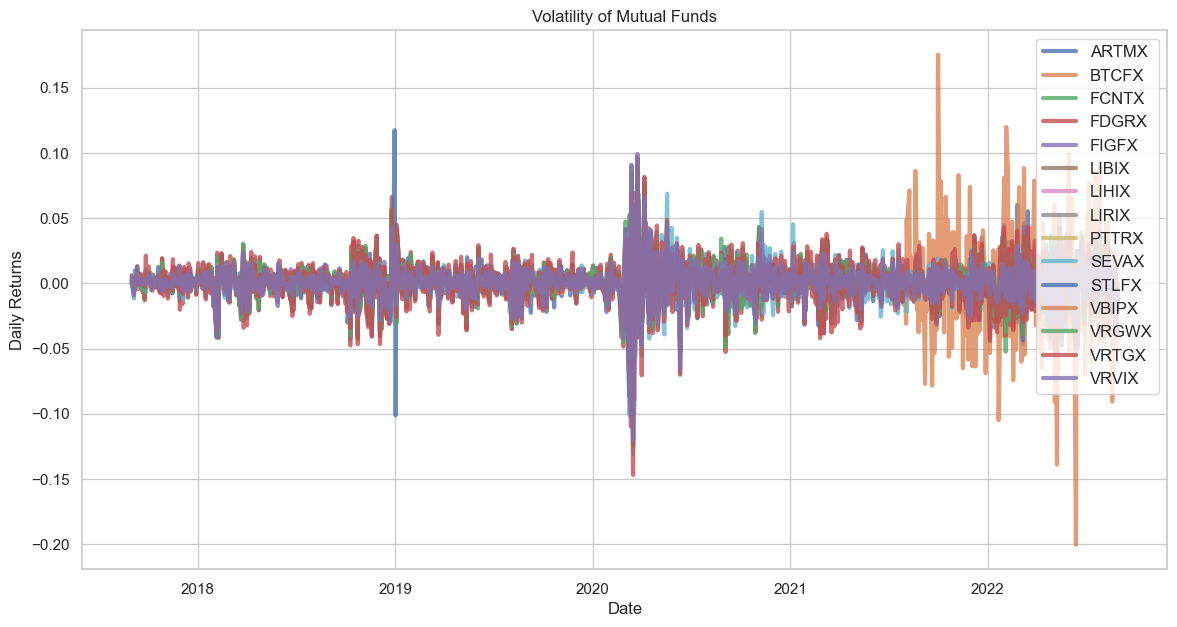 Volatility of Mutual Funds
Daily Returns
0.15
0.10
0.05
0.00
−0.05
−0.10
−0.15
−0.20
2018
2019
2020
2021
2022
Date
ARTMX
BTCFX
FCNTX
FDGRX
FIGFX
LIBIX
LIHIX
LIRIX
PTTRX
SEVAX
STLFX
VBIPX
VRGWX
VRTGX
VRVIX